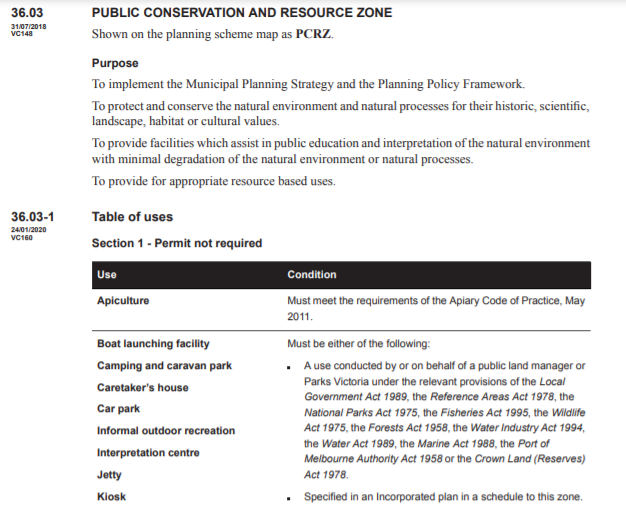 36.03 PUBLIC CONSERVATION AND RESOURCE ZONE
31/07/2018
VC148
Shown on the planning scheme map as PCRZ.
Purpose
To implement the Municipal Planning Strategy and the Planning Policy Framework.
To protect and conserve the natural environment and natural processes for their historic, scientific,
landscape, habitat or cultural values.
To provide facilities which assist in public education and interpretation of the natural environment
with minimal degradation of the natural environment or natural processes.
To provide for appropriate resource based uses.
36.03-1 Table of uses
24/01/2020
VC160
Section 1 - Permit not required
Use Condition
Apiculture Must meet the requirements of the Apiary Code of Practice, May
2011.
Boat launching facility Must be either of the following:
Camping and caravan park ▪ A use conducted by or on behalf of a public land manager or
Parks Victoria under the relevant provisions of the Local
Caretaker's house Government Act 1989, the Reference Areas Act 1978, the
Car park National Parks Act 1975, the Fisheries Act 1995, the Wildlife
Informal outdoor recreation Act 1975, the Forests Act 1958, the Water Industry Act 1994,
the Water Act 1989, the Marine Act 1988, the Port of
Interpretation centre Melbourne Authority Act 1958 or the Crown Land (Reserves)
Jetty Act 1978.
Kiosk ▪ Specified in an Incorporated plan in a schedule to this zone.